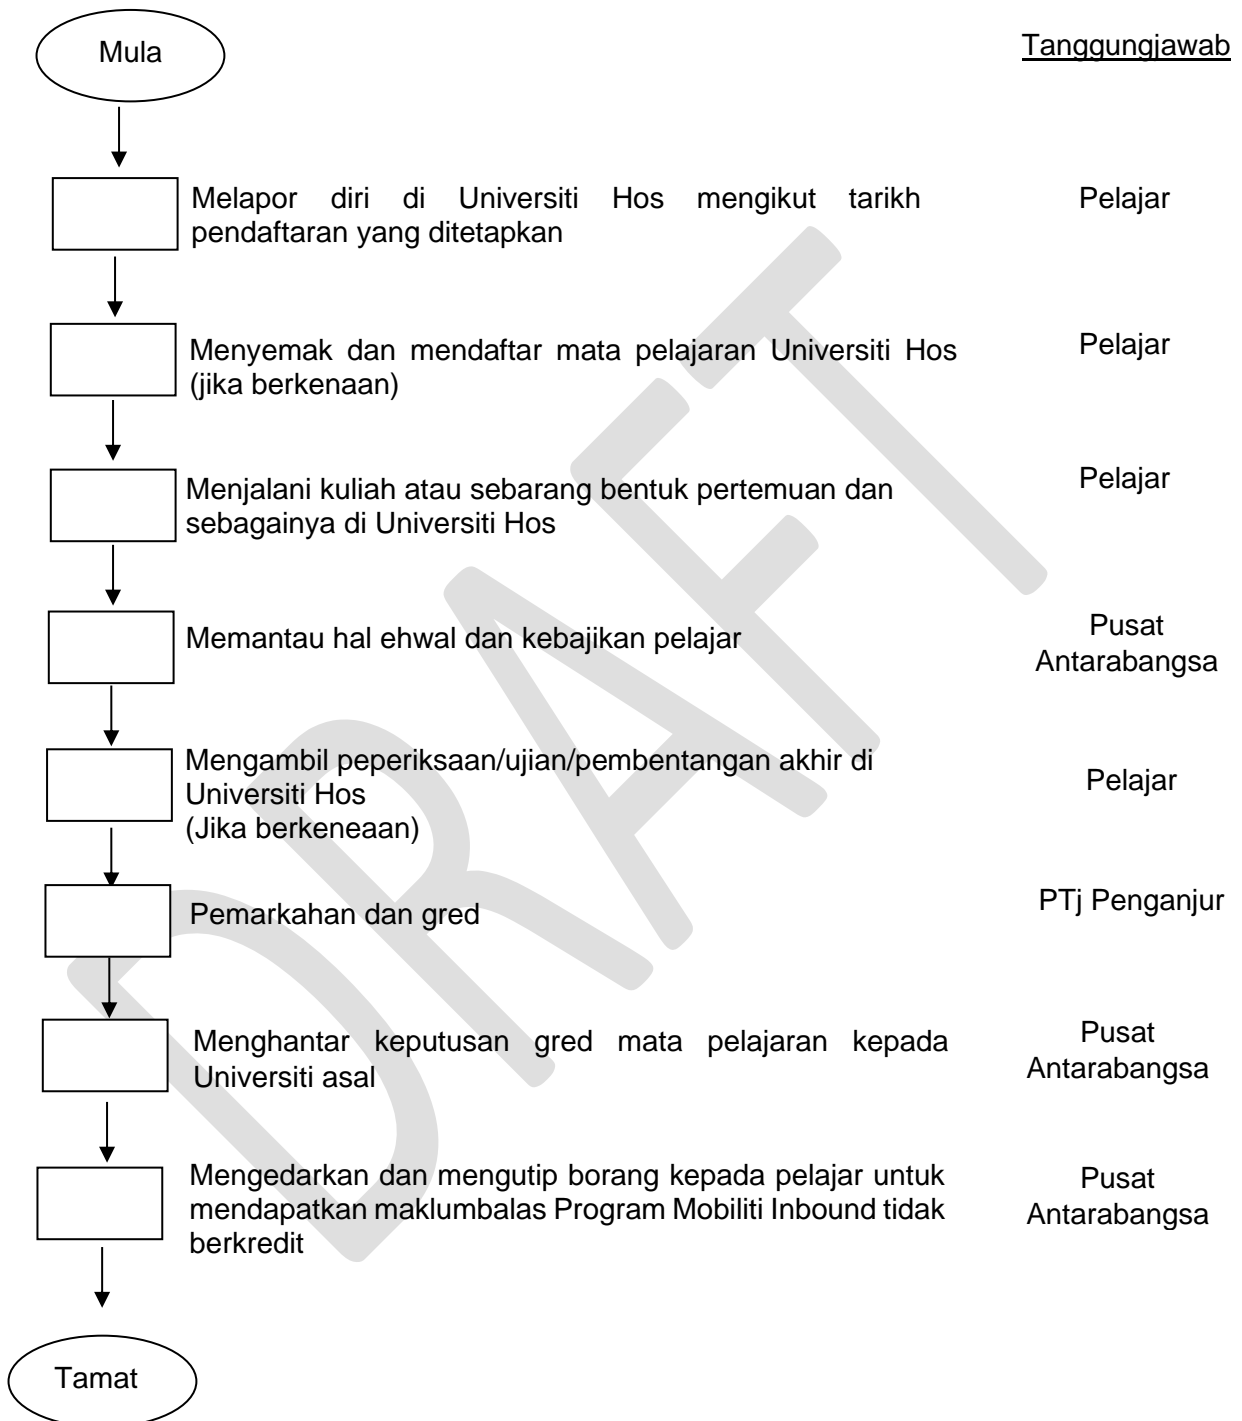 Mula
Tanggungjawab
Melapor diri di Universiti Hos mengikut tarikh
pendaftaran yang ditetapkan
Pelajar
Menyemak dan mendaftar mata pelajaran Universiti Hos
(jika berkenaan)
Pelajar
Menjalani kuliah atau sebarang bentuk pertemuan dan
sebagainya di Universiti Hos
Pelajar
Memantau hal ehwal dan kebajikan pelajar
Pusat
Antarabangsa
Mengambil peperiksaan/ujian/pembentangan akhir di
Universiti Hos
(Jika berkeneaan)
Pelajar
Pemarkahan dan gred
PTj Penganjur
Menghantar keputusan gred mata pelajaran kepada
Universiti asal
Pusat
Antarabangsa
Mengedarkan dan mengutip borang kepada pelajar untuk
mendapatkan maklumbalas Program Mobiliti Inbound tidak
berkredit
Pusat
Antarabangsa
Tamat
DRAFT